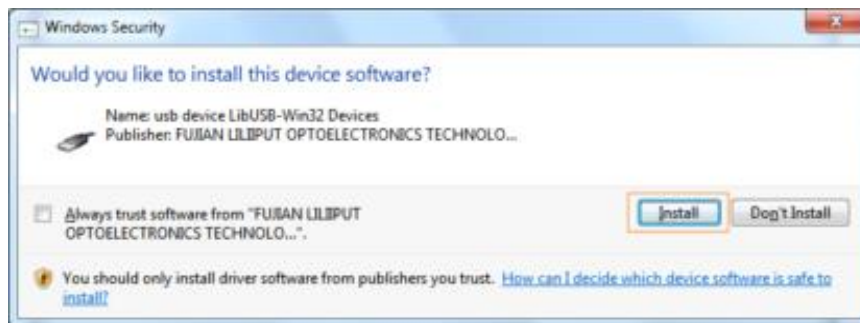 Windows Security
Would you like to install this device software?
Name: usb device LibUSB-Win32 Devices
Publisher: FUJIAN LILLIPUT OPTOELECTRONICS TECHNOLO...
Always trust software from "FUJIAN LILLIPUT
OPTOELECTRONICS TECHNOLO...".
Install
Don't Install
You should only install driver software from publishers you trust. How can I decide which device software is safe to
install?